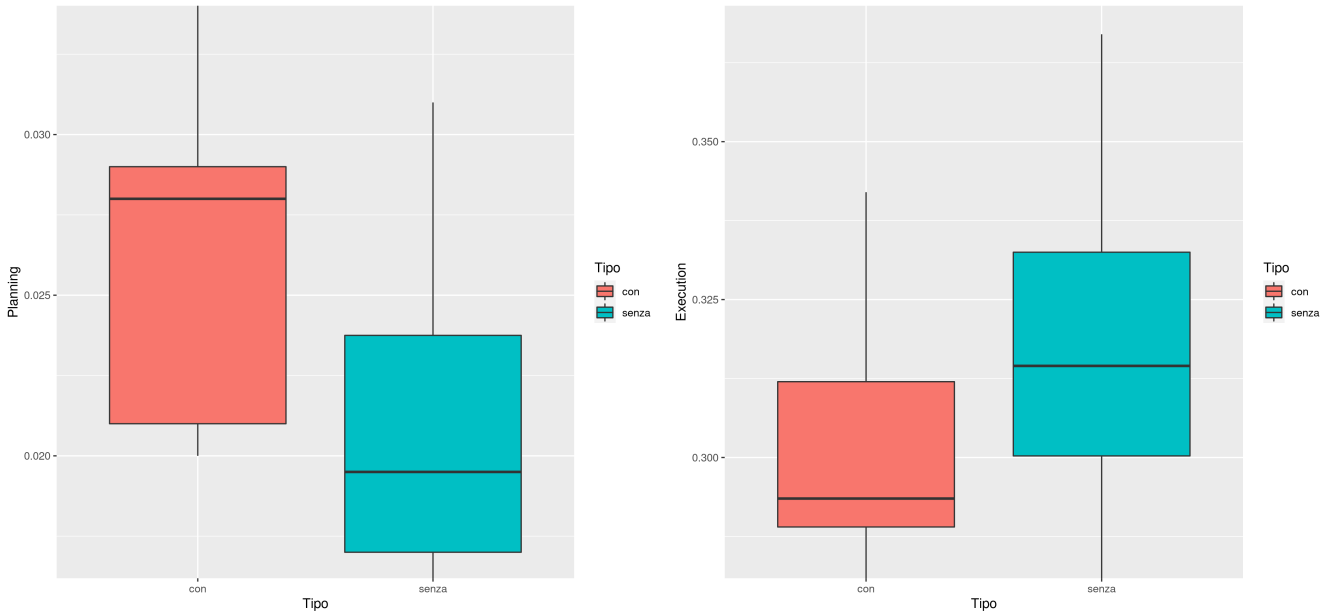 Planning
0.030
0.025
0.020
con
senza
Tipo
Tipo
con
senza
Execution
0.350
0.325
0.300
con
senza
Tipo
Tipo
con
senza